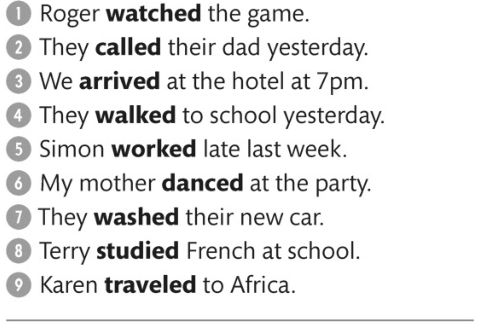 1 Roger watched the game.
2 They called their dad yesterday.
3 We arrived at the hotel at 7pm.
4 They walked to school yesterday.
5 Simon worked late last week.
6 My mother danced at the party.
7 They washed their new car.
8 Terry studied French at school.
9 Karen traveled to Africa.